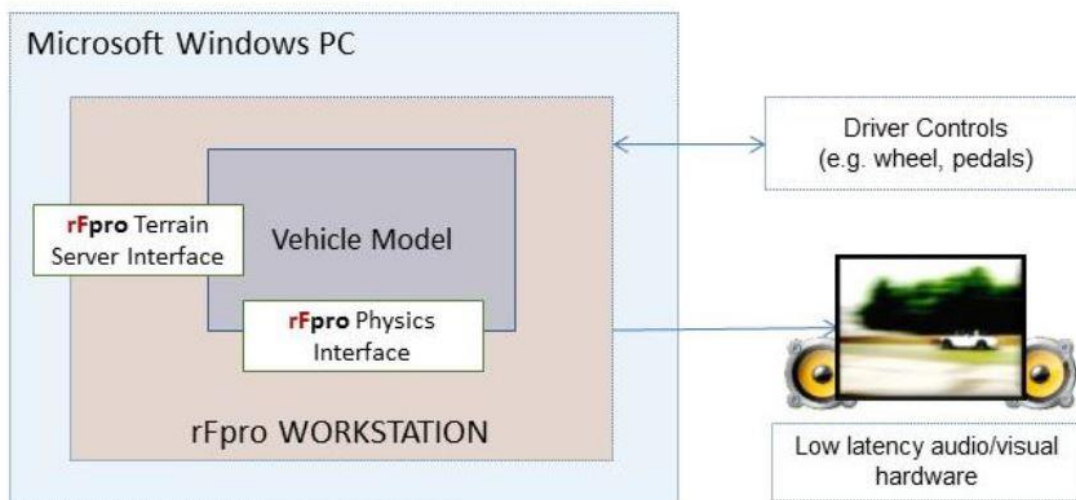 Microsoft Windows PC
Driver Controls
(e.g. wheel, pedals)
rFpro Terrain
Server Interface
Vehicle Model
rFpro Physics
Interface
rFpro WORKSTATION
Low latency audio/visual
hardware